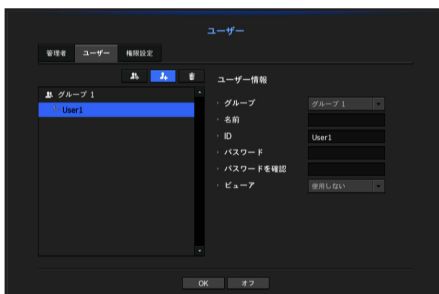 ユーザー
管理者 ユーザー 権限設定
グループ 1
User1
ユーザー情報
グループ グループ 1
名前
ID User1
パスワード
パスワードを確認
ビューア 使用しない
OK オフ